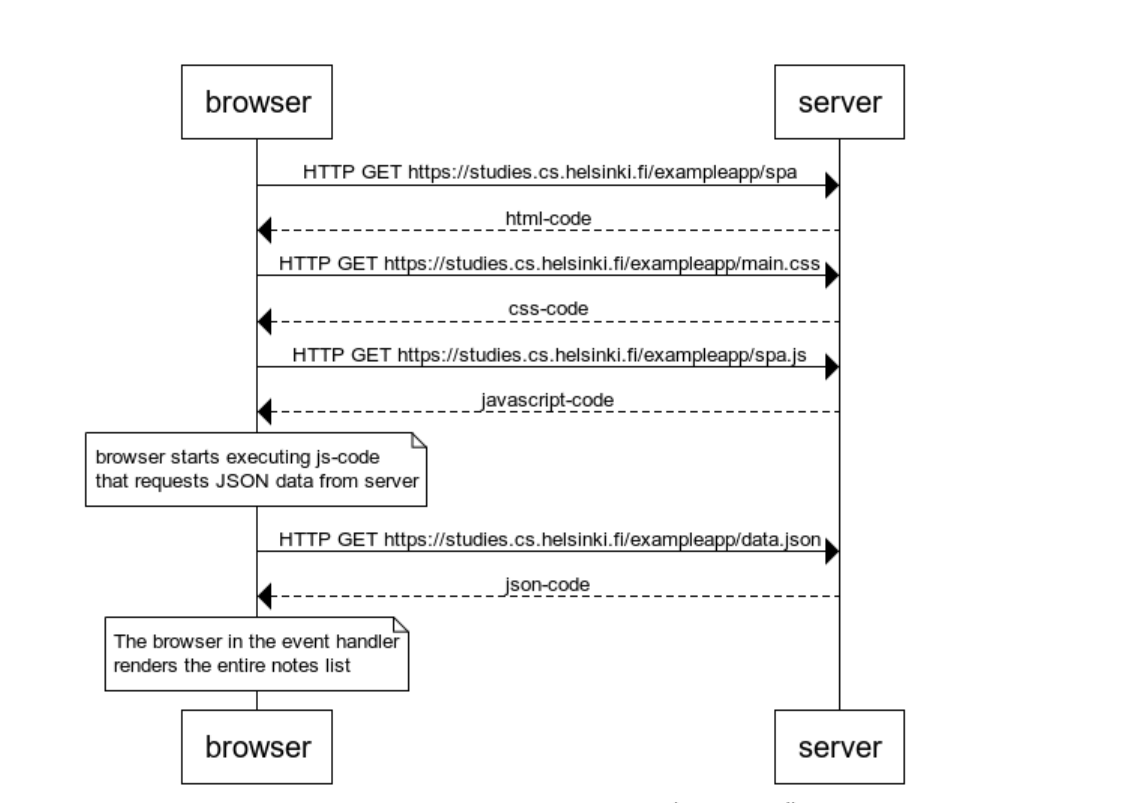 browser
server
HTTP GET https://studies.cs.helsinki.fi/exampleapp/spa
html-code
HTTP GET https://studies.cs.helsinki.fi/exampleapp/main.css
css-code
HTTP GET https://studies.cs.helsinki.fi/exampleapp/spa.js
javascript-code
browser starts executing js-code
that requests JSON data from server
HTTP GET https://studies.cs.helsinki.fi/exampleapp/data.json
json-code
The browser in the event handler
renders the entire notes list
browser
server